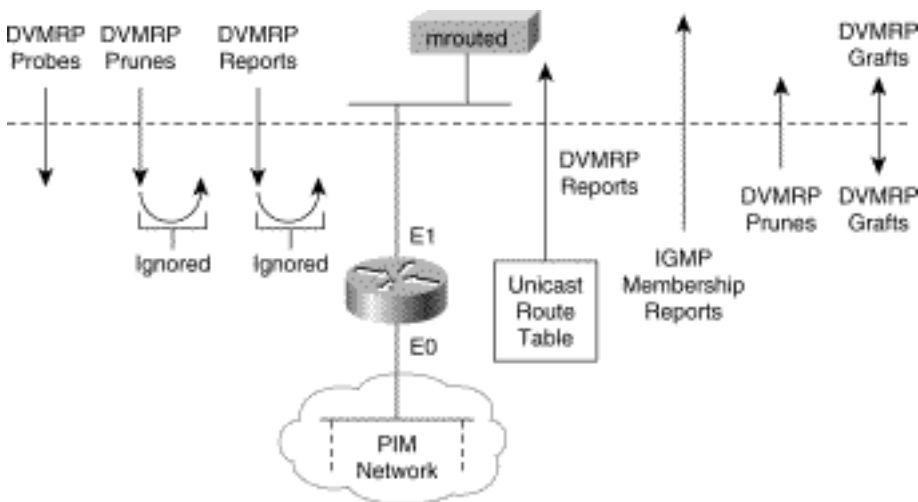 DVMRP
Probes
DVMRP
Prunes
DVMRP
Reports
mrouted
DVMRP
Grafts
DVMRP
Reports
DVMRP
Prunes
DVMRP
Grafts
Ignored
Ignored
E1
Unicast
Route
Table
IGMP
Membership
Reports
E0
PIM
Network